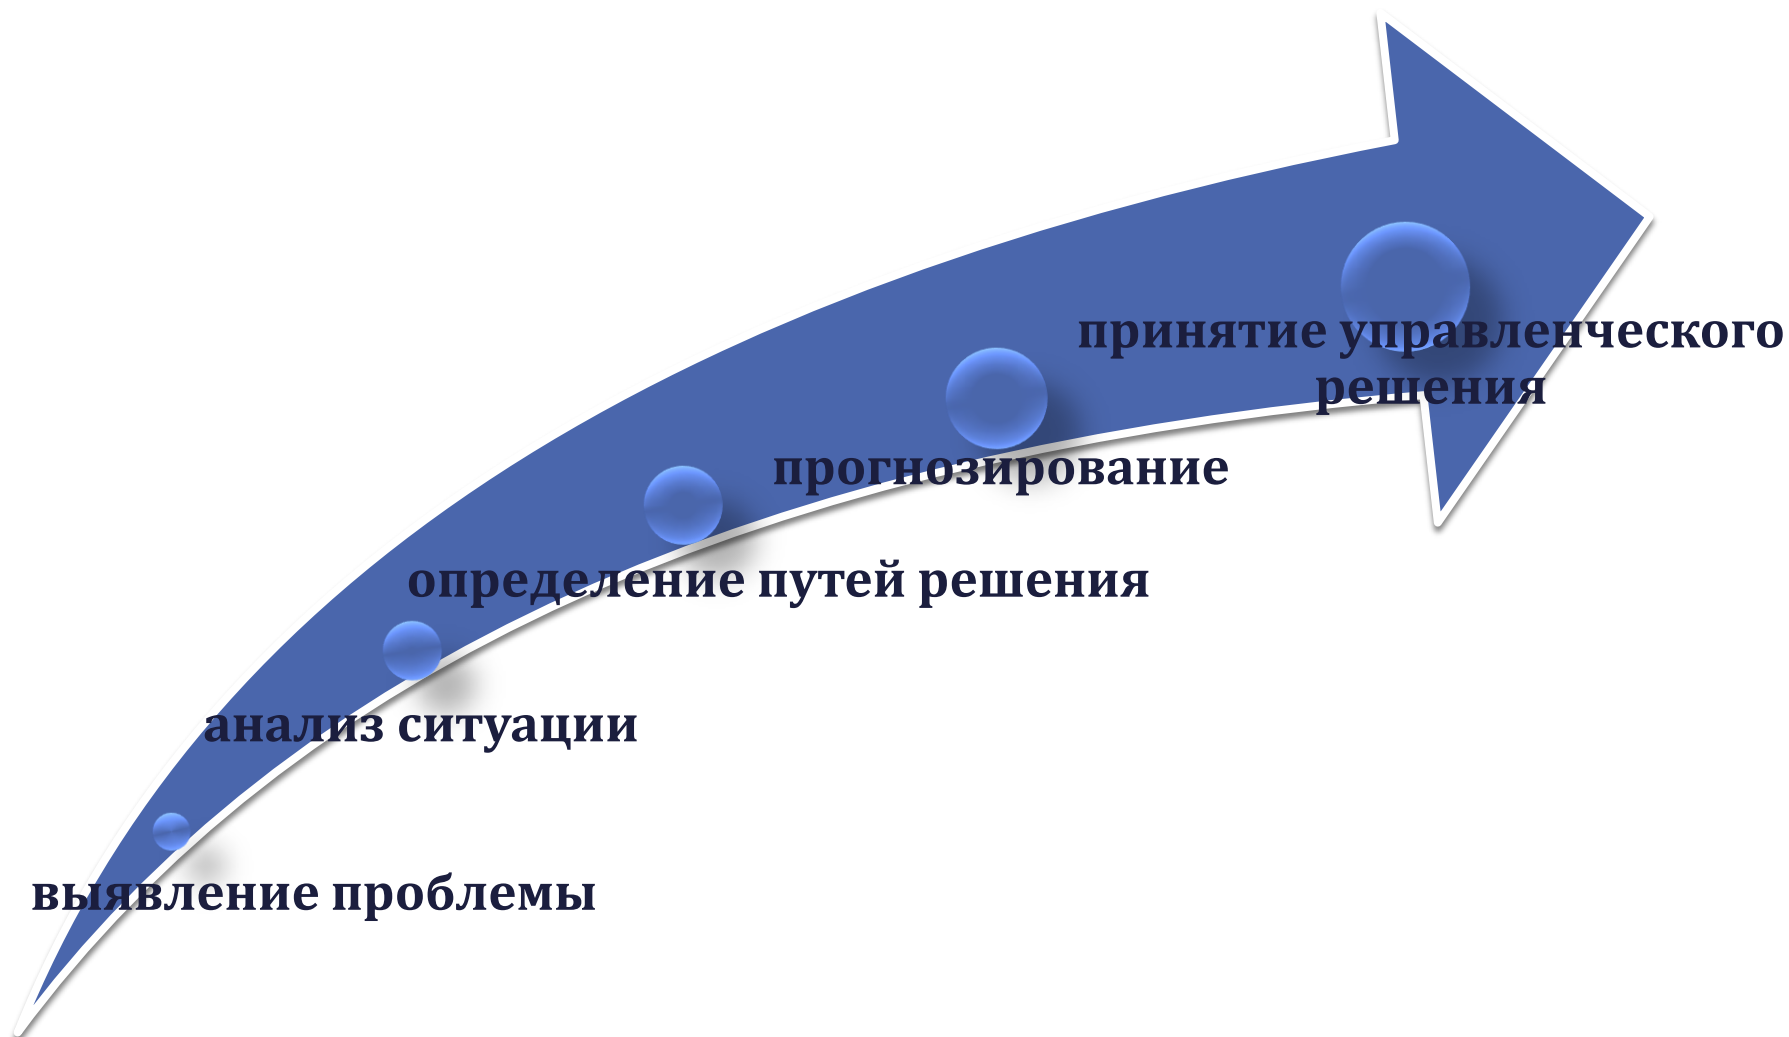 принятие управленческого
решения
прогнозирование
определение путей решения
анализ ситуации
выявление проблемы